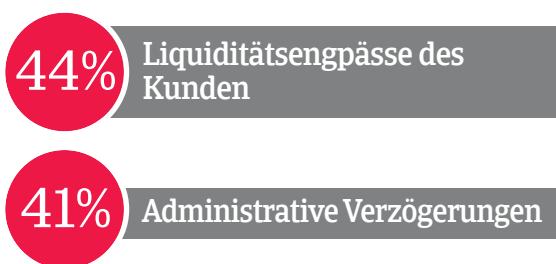 44% Liquiditätsengpässe des
Kunden
41% Administrative Verzögerungen